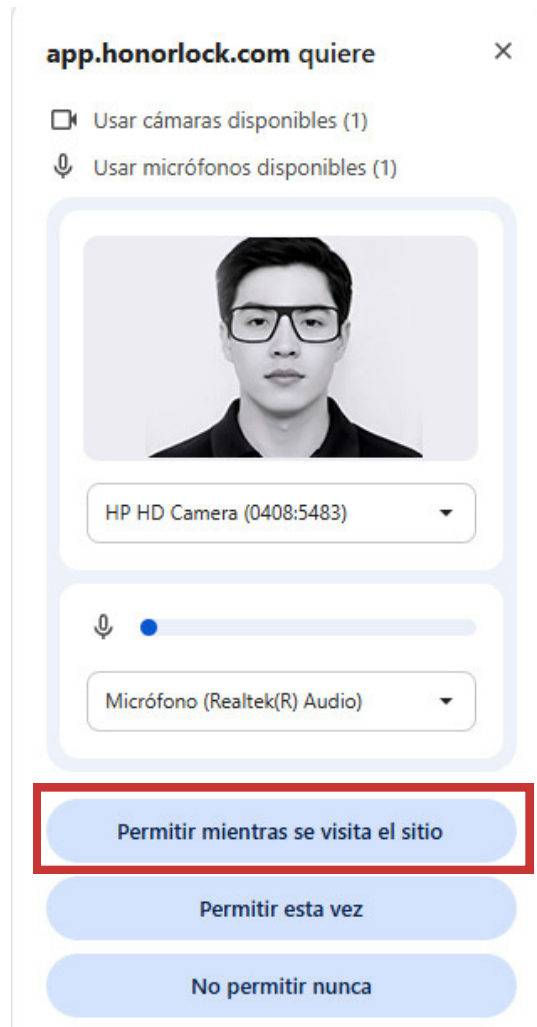 app.honorlock.com quiere
Usar cámaras disponibles (1)
Usar micrófonos disponibles (1)
HP HD Camera (0408:5483)
Micrófono (Realtek(R) Audio)
Permitir mientras se visita el sitio
Permitir esta vez
No permitir nunca